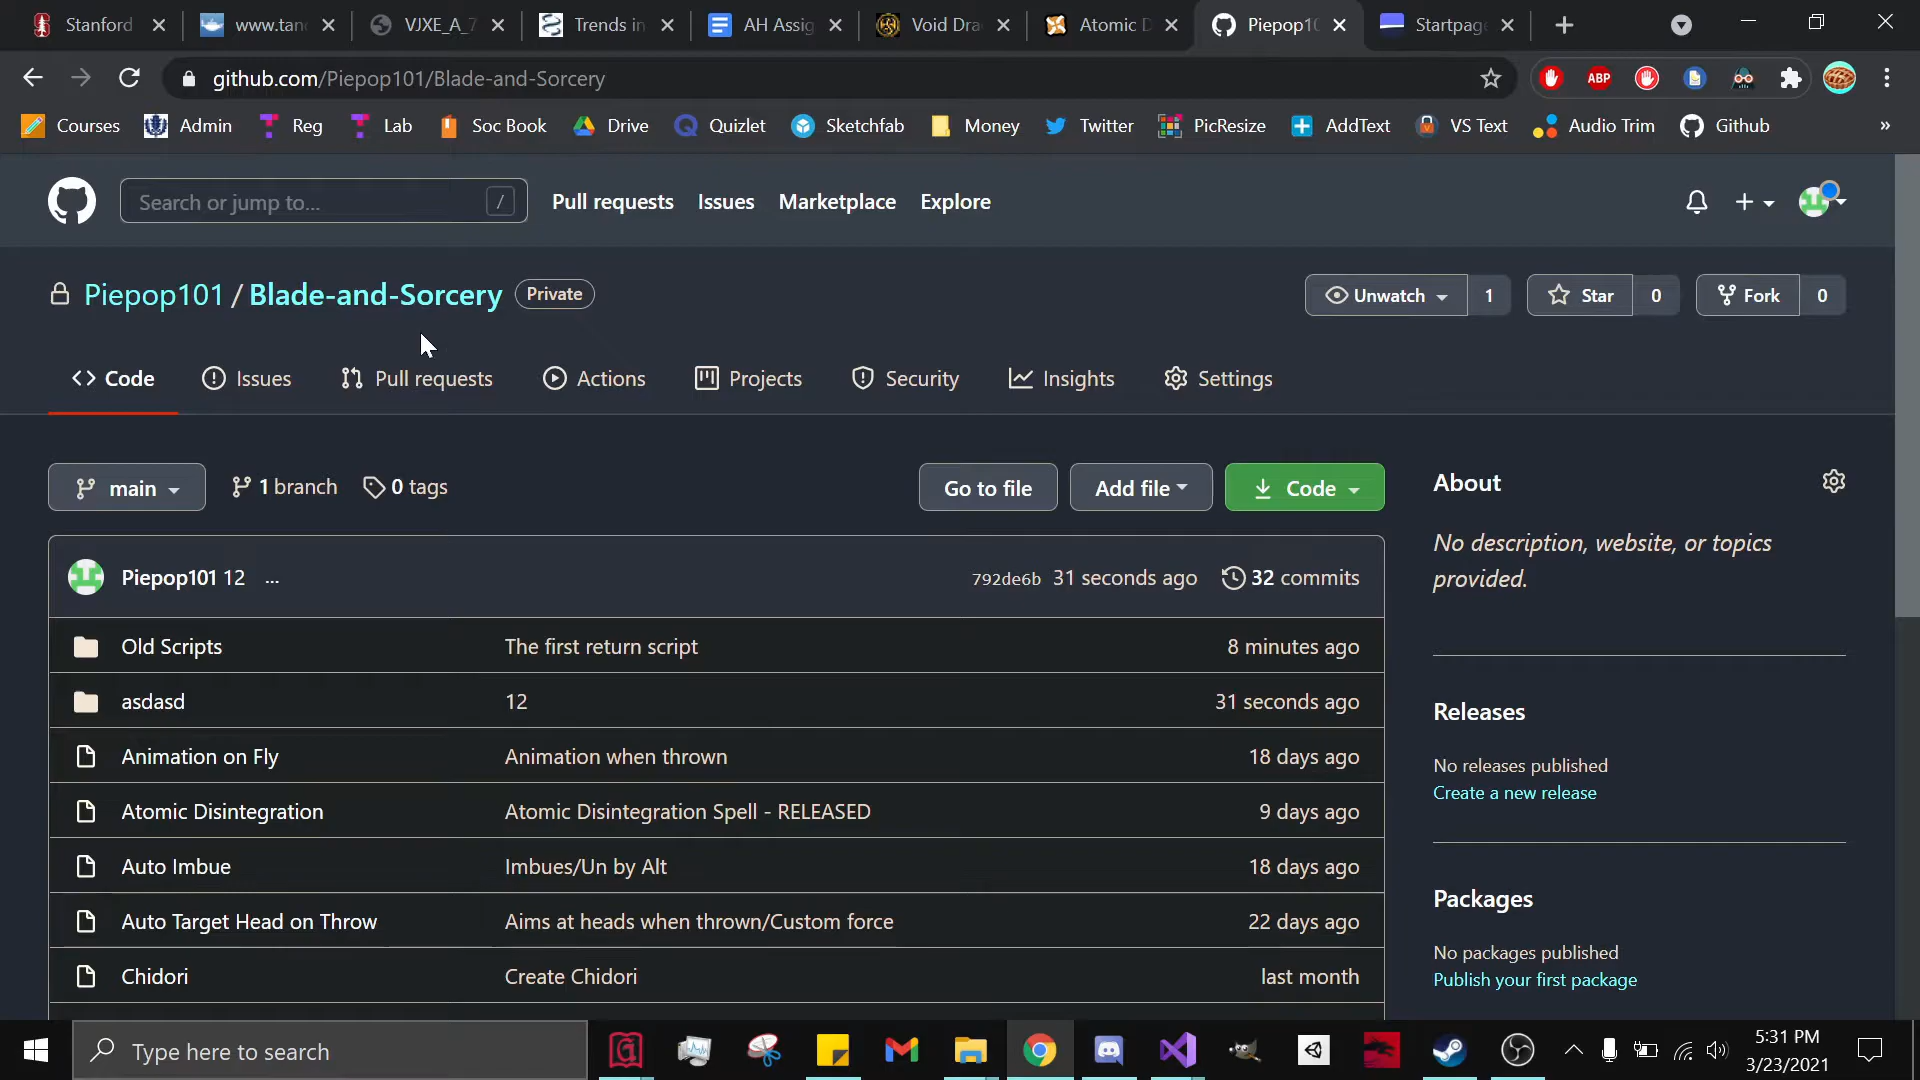 Stanford
www.tan
VJXE_A_7
Trends in
AH Assig
Void Dra
Atomic D
Piepop10
Startpage
github.com/Piepop101/Blade-and-Sorcery
ABP
Courses Admin Reg Lab Soc Book Drive Quizlet Sketchfab Money Twitter PicResize AddText VS Text Audio Trim Github »
Search or jump to... / Pull requests Issues Marketplace Explore
Piepop101 / Blade-and-Sorcery Private
Unwatch 1 Star 0 Fork 0
Code Issues Pull requests Actions Projects Security Insights Settings
main 1 branch 0 tags Go to file Add file Code
Piepop101 12 ... 792de6b 31 seconds ago 32 commits
Old Scripts The first return script 8 minutes ago
asdasd 12 31 seconds ago
Animation on Fly Animation when thrown 18 days ago
Atomic Disintegration Atomic Disintegration Spell - RELEASED 9 days ago
Auto Imbue Imbues/Un by Alt 18 days ago
Auto Target Head on Throw Aims at heads when thrown/Custom force 22 days ago
Chidori Create Chidori last month
About
No description, website, or topics
provided.
Releases
No releases published
Create a new release
Packages
No packages published
Publish your first package
Type here to search
5:31 PM
3/23/2021